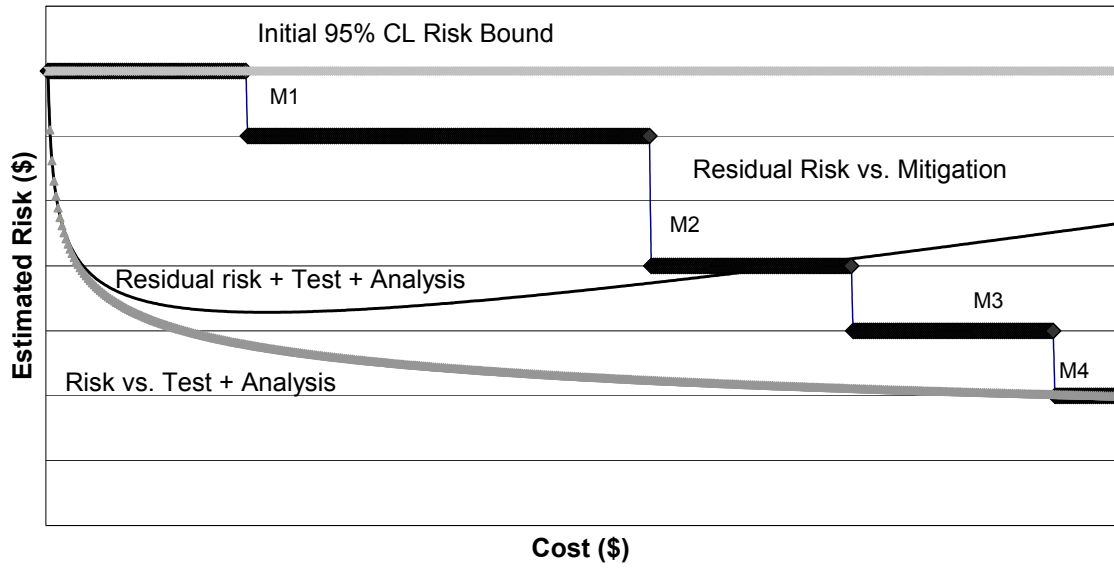 Initial 95% CL Risk Bound
M1
Residual Risk vs. Mitigation
M2
Residual risk + Test + Analysis
M3
Risk vs. Test + Analysis
M4
Estimated Risk ($)
Cost ($)